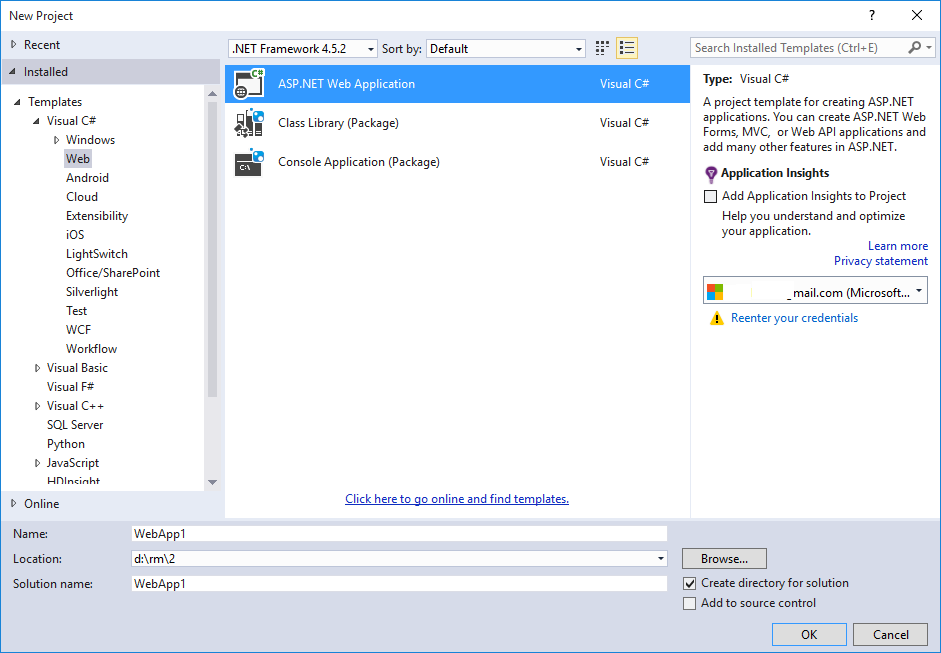 New Project
?
Recent
Installed
Templates
Visual C#
Windows
Web
Android
Cloud
Extensibility
iOS
LightSwitch
Office/SharePoint
Silverlight
Test
WCF
Workflow
Visual Basic
Visual F#
Visual C++
SQL Server
Python
JavaScript
HDInsight
Online
.NET Framework 4.5.2
Sort by: Default
Search Installed Templates (Ctrl+E)
ASP.NET Web Application Visual C#
Class Library (Package) Visual C#
Console Application (Package) Visual C#
Click here to go online and find templates.
Type: Visual C#
A project template for creating ASP.NET
applications. You can create ASP.NET Web
Forms, MVC, or Web API applications and
add many other features in ASP.NET.
Application Insights
Add Application Insights to Project
Help you understand and optimize
your application.
Learn more
Privacy statement
mail.com (Microsoft...
Reenter your credentials
Name: WebApp1
Location: d:\rm\2
Browse...
Solution name: WebApp1
Create directory for solution
Add to source control
OK
Cancel